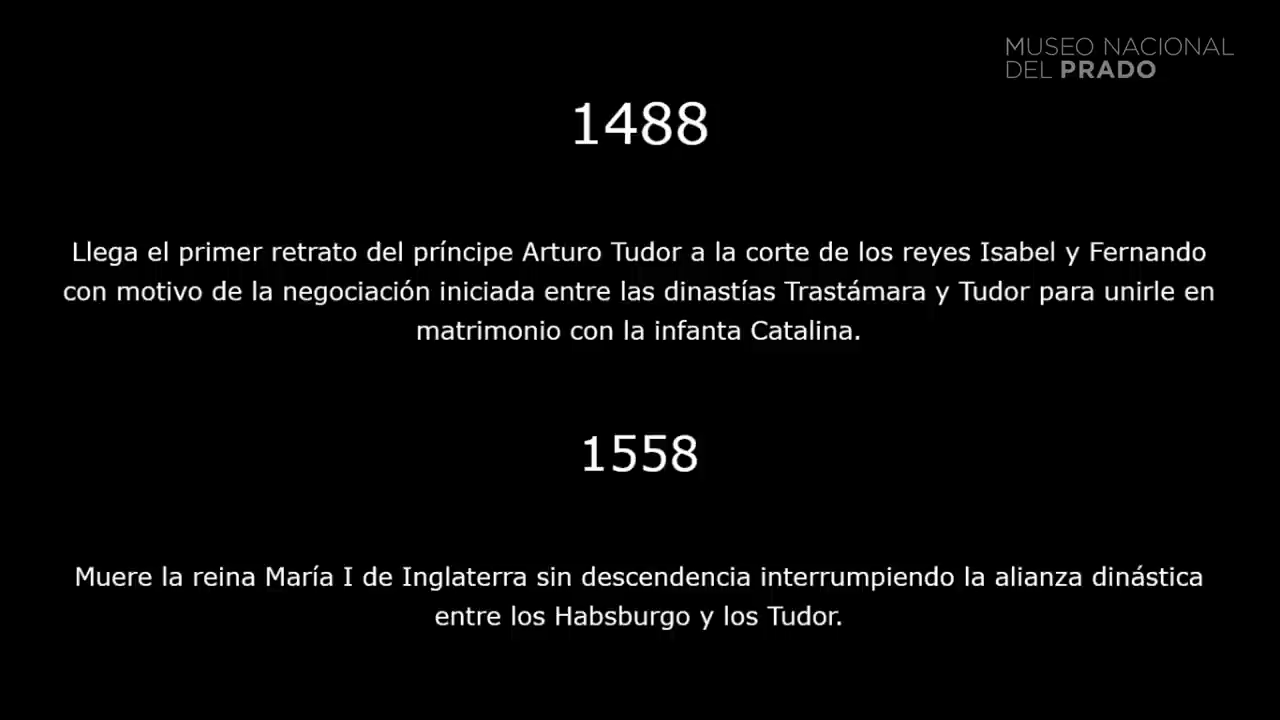 MUSEO NACIONAL
DEL PRADO
1488
Llega el primer retrato del príncipe Arturo Tudor a la corte de los reyes Isabel y Fernando
con motivo de la negociación iniciada entre las dinastías Trastámara y Tudor para unirle en
matrimonio con la infanta Catalina.
1558
Muere la reina María I de Inglaterra sin descendencia interrumpiendo la alianza dinástica
entre los Habsburgo y los Tudor.